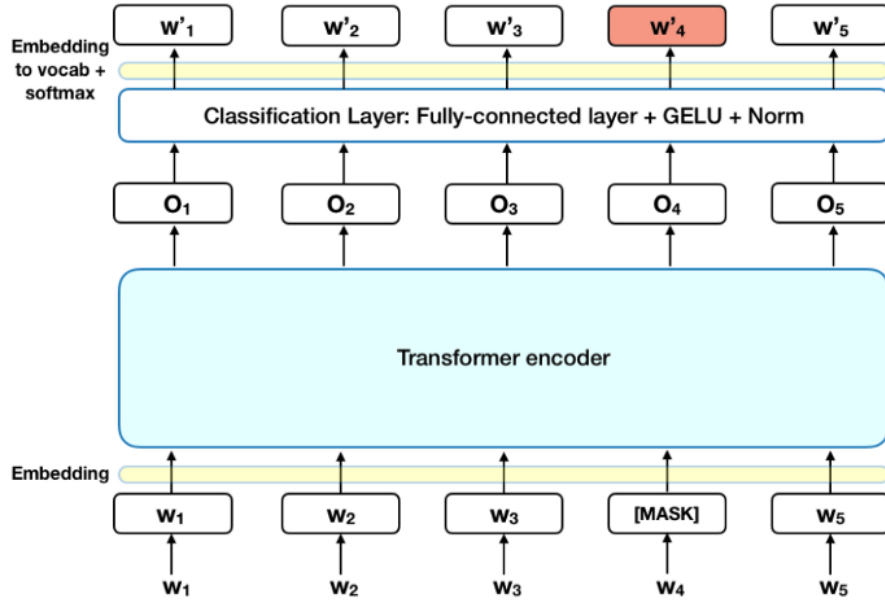 w'₁ w'₂ w'₃ w'₄ w'₅
Embedding
to vocab +
softmax
Classification Layer: Fully-connected layer + GELU + Norm
O₁ O₂ O₃ O₄ O₅
Transformer encoder
Embedding
W₁ W₂ W₃ [MASK] W₅
W₁ W₂ W₃ W₄ W₅